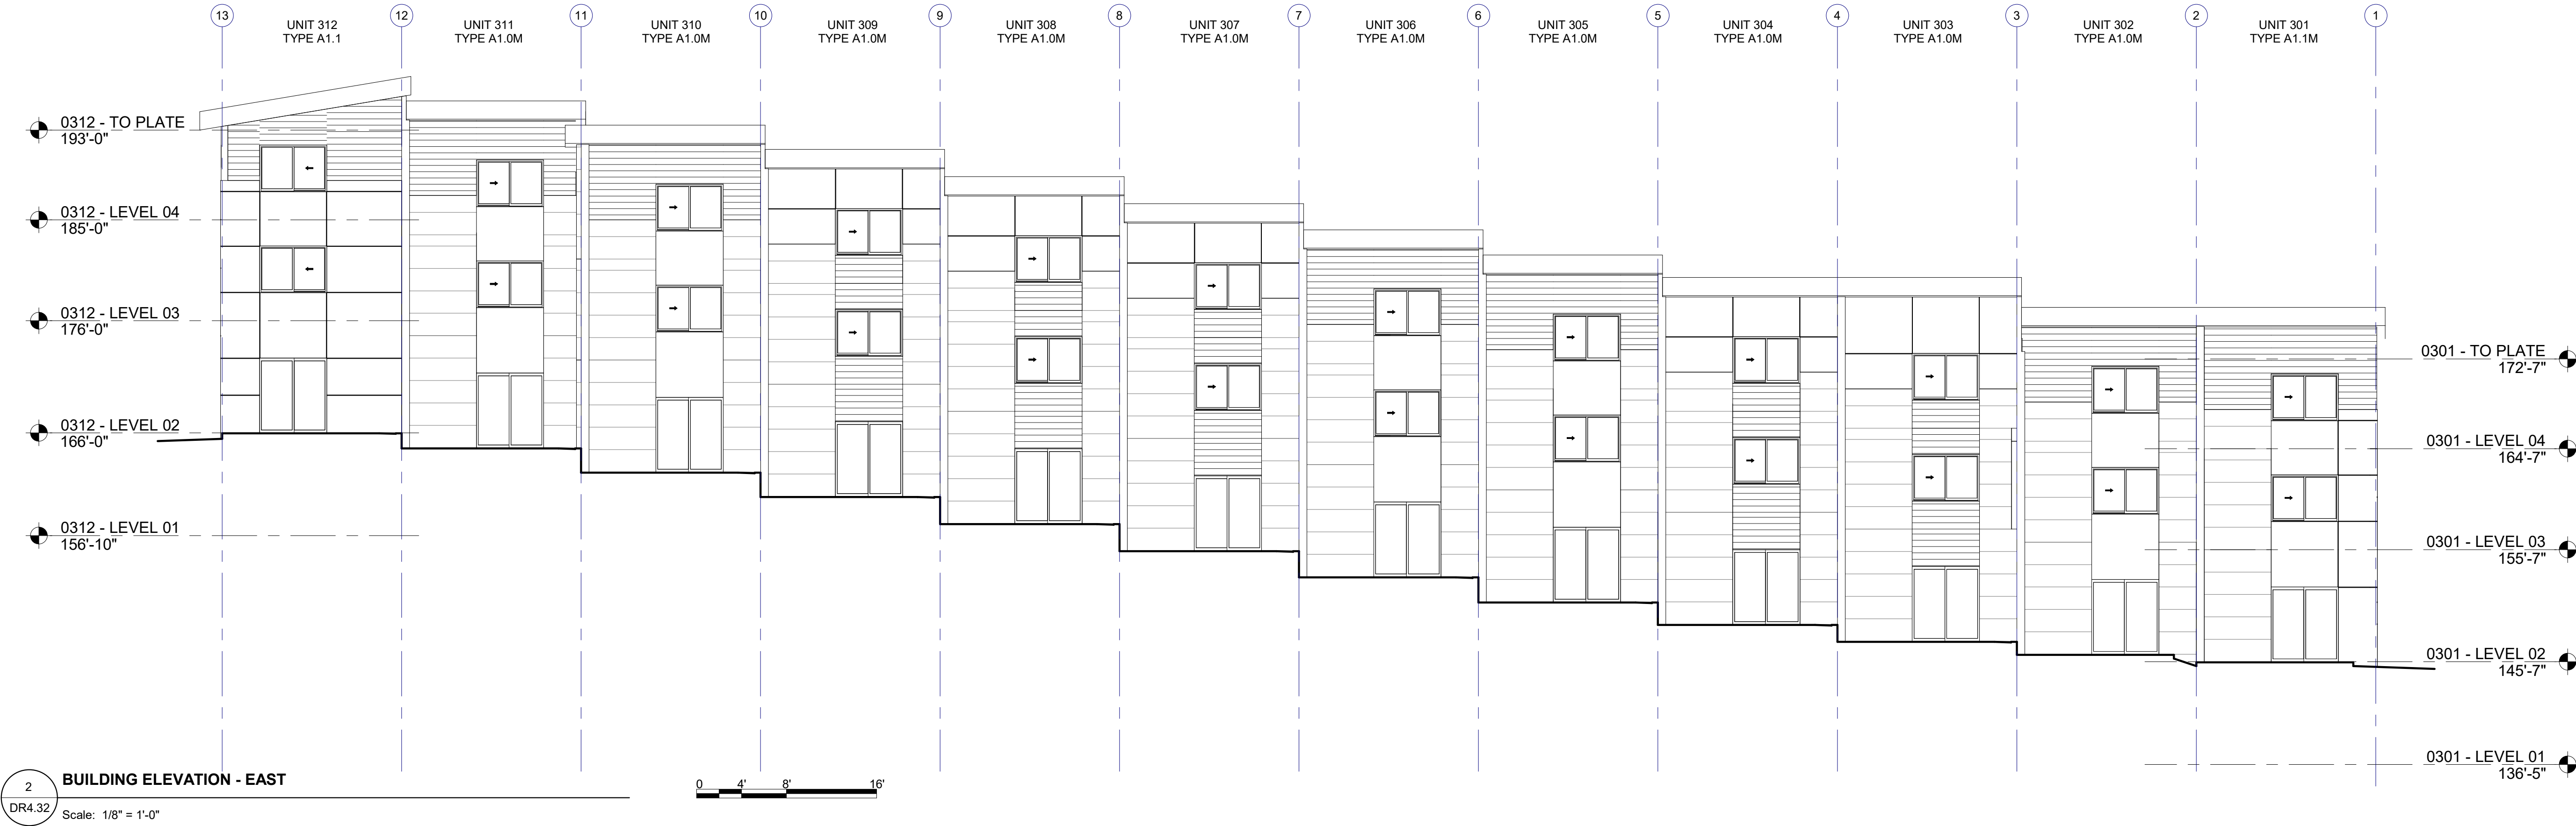 13
UNIT 312
TYPE A1.1
12
UNIT 311
TYPE A1.0M
11
UNIT 310
TYPE A1.0M
10
UNIT 309
TYPE A1.0M
9
UNIT 308
TYPE A1.0M
8
UNIT 307
TYPE A1.0M
7
UNIT 306
TYPE A1.0M
6
UNIT 305
TYPE A1.0M
5
UNIT 304
TYPE A1.0M
4
UNIT 303
TYPE A1.0M
3
UNIT 302
TYPE A1.0M
2
UNIT 301
TYPE A1.1M
1
0312 - TO PLATE
193'-0"
0312 - LEVEL 04
185'-0"
0312 - LEVEL 03
176'-0"
0312 - LEVEL 02
166'-0"
0312 - LEVEL 01
156'-10"
0301 - TO PLATE
172'-7"
0301 - LEVEL 04
164'-7"
0301 - LEVEL 03
155'-7"
0301 - LEVEL 02
145'-7"
0301 - LEVEL 01
136'-5"
2
DR4.32
BUILDING ELEVATION - EAST
Scale: 1/8" = 1'-0"
0 4' 8' 16'